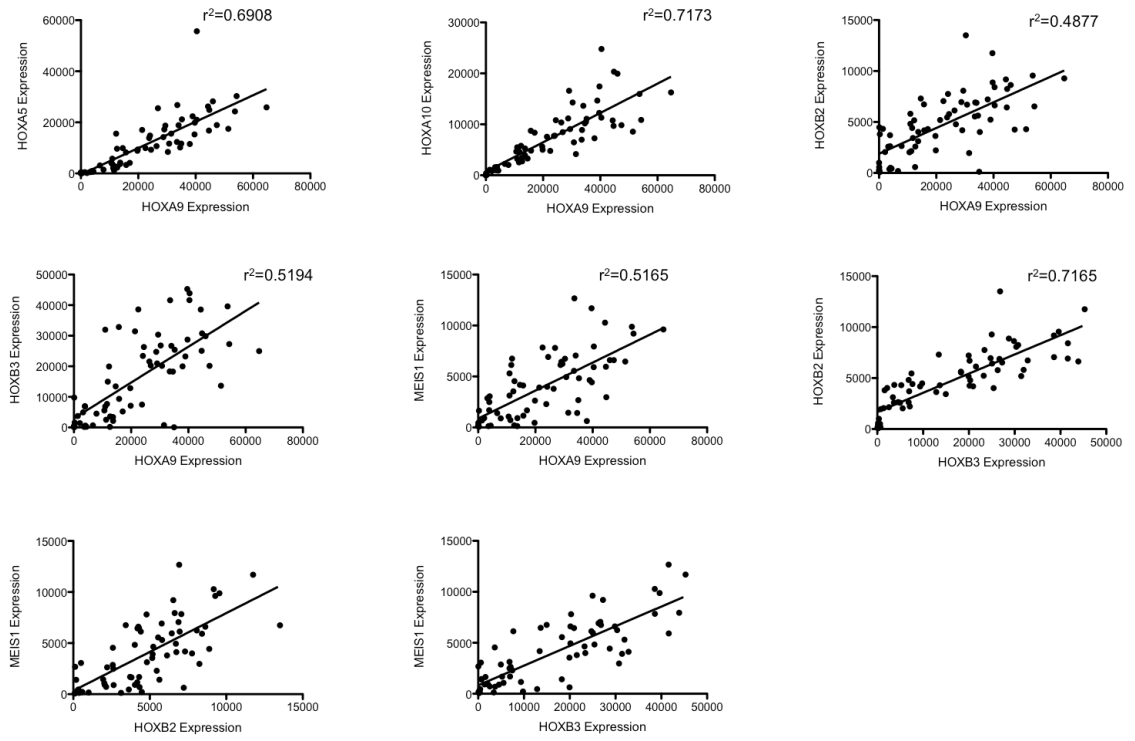 r²=0.6908
60000
40000
20000
0
0 20000 40000 60000 80000
HOXA5 Expression
HOXA9 Expression
r²=0.7173
30000
20000
10000
0
0 20000 40000 60000 80000
HOXA10 Expression
HOXA9 Expression
r²=0.4877
15000
10000
5000
0
0 20000 40000 60000 80000
HOXB2 Expression
HOXA9 Expression
r²=0.5194
50000
40000
30000
20000
10000
0
0 20000 40000 60000 80000
HOXB3 Expression
HOXA9 Expression
r²=0.5165
15000
10000
5000
0
0 20000 40000 60000 80000
MEIS1 Expression
HOXA9 Expression
r²=0.7165
15000
10000
5000
0
0 10000 20000 30000 40000 50000
HOXB2 Expression
HOXB3 Expression
15000
10000
5000
0
0 5000 10000 15000
MEIS1 Expression
HOXB2 Expression
15000
10000
5000
0
0 10000 20000 30000 40000 50000
MEIS1 Expression
HOXB3 Expression